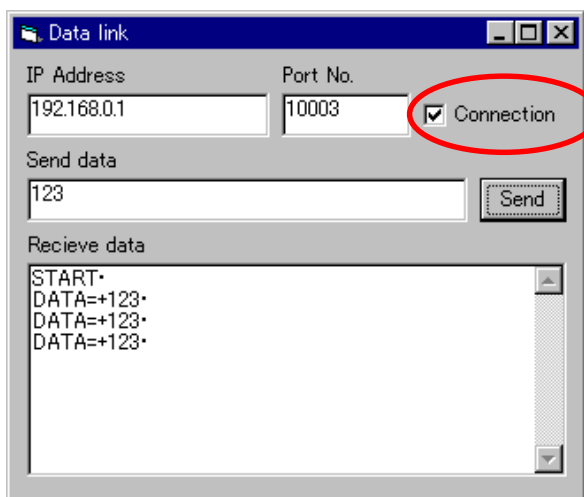 Data link
IP Address Port No.
192.168.0.1 10003 Connection
Send data
123 Send
Recieve data
START·
DATA=+123·
DATA=+123·
DATA=+123·